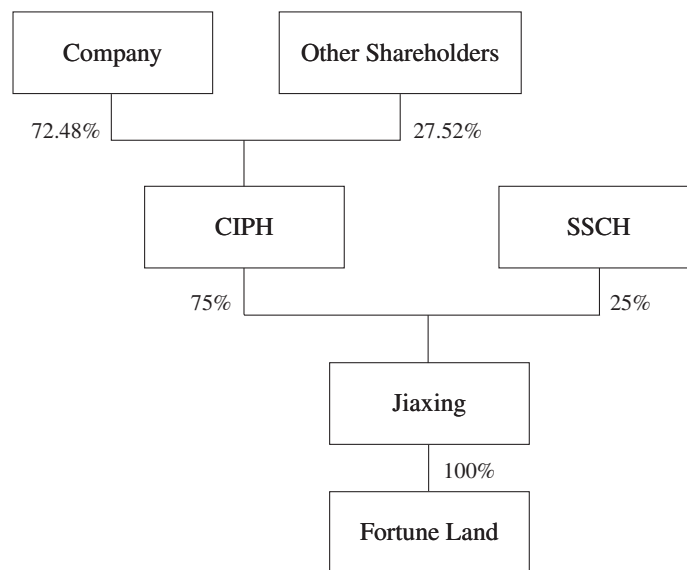 Company
Other Shareholders
72.48%
27.52%
CIPH
SSCH
75%
25%
Jiaxing
100%
Fortune Land